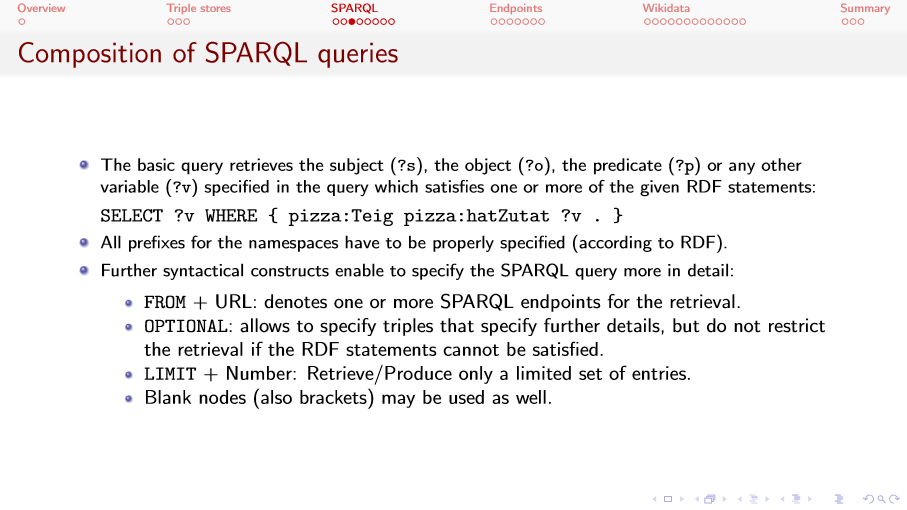 Overview Triple stores SPARQL Endpoints Wikidata Summary
Composition of SPARQL queries
The basic query retrieves the subject (?s), the object (?o), the predicate (?p) or any other
variable (?v) specified in the query which satisfies one or more of the given RDF statements:
SELECT ?v WHERE { pizza:Teig pizza:hatZutat ?v . }
All prefixes for the namespaces have to be properly specified (according to RDF).
Further syntactical constructs enable to specify the SPARQL query more in detail:
FROM + URL: denotes one or more SPARQL endpoints for the retrieval.
OPTIONAL: allows to specify triples that specify further details, but do not restrict
the retrieval if the RDF statements cannot be satisfied.
LIMIT + Number: Retrieve/Produce only a limited set of entries.
Blank nodes (also brackets) may be used as well.